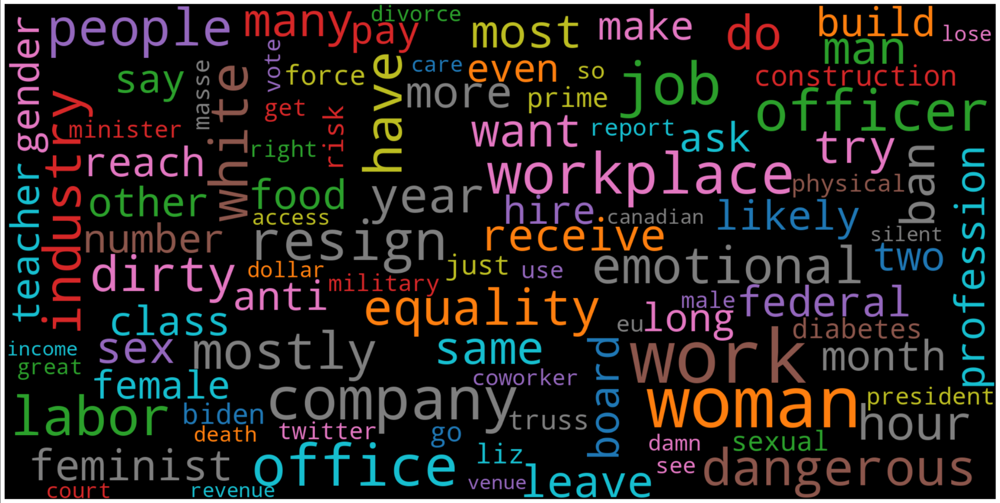 people
many
divorce
pay
most
make
do
build
lose
man
gender
say
masse
white
vote
force
have
care
even
so
more
prime
job
construction
officer
industry
minister
get
risk
right
want
report
ask
try
ban
profession
reach
teacher
other
food
access
year
workplace
physical
hire
canadian
likely
silent
number
resign
receive
two
dirty
dollar
military
just
use
emotional
anti
equality
male
federal
class
eu
long
diabetes
income
great
sex
mostly
same
board
work
month
female
coworker
labor
biden
company
truss
woman
president
hour
death
twitter
go
damn
sexual
feminist
office
liz
see
dangerous
court
revenue
venue
leave